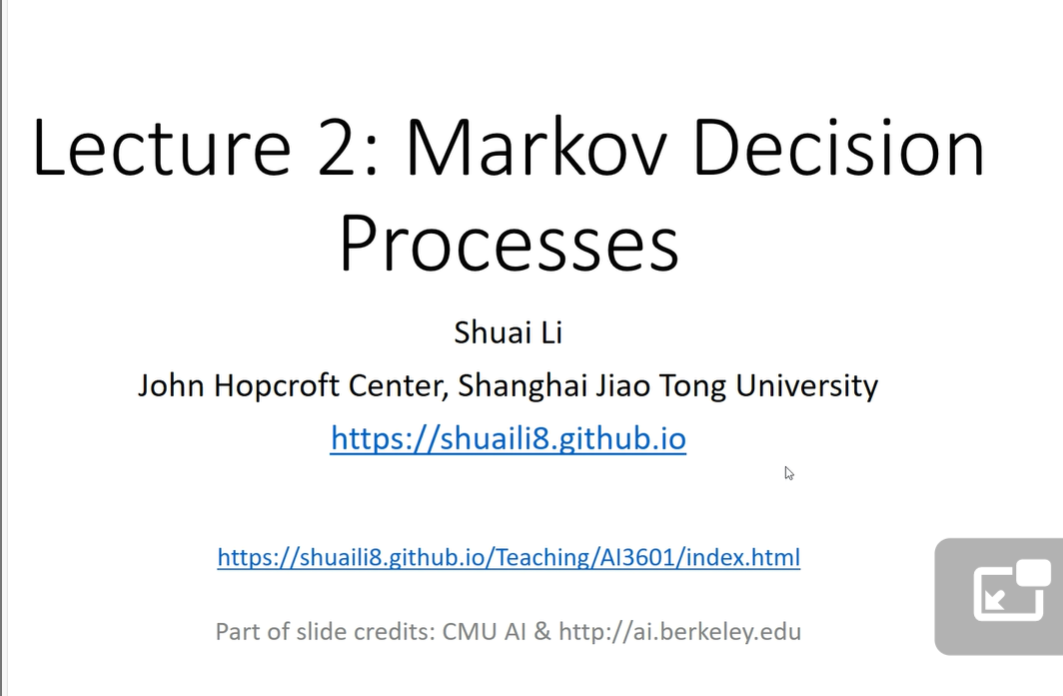 Lecture 2: Markov Decision
Processes
Shuai Li
John Hopcroft Center, Shanghai Jiao Tong University
https://shuaili8.github.io
https://shuaili8.github.io/Teaching/AI3601/index.html
Part of slide credits: CMU AI & http://ai.berkeley.edu